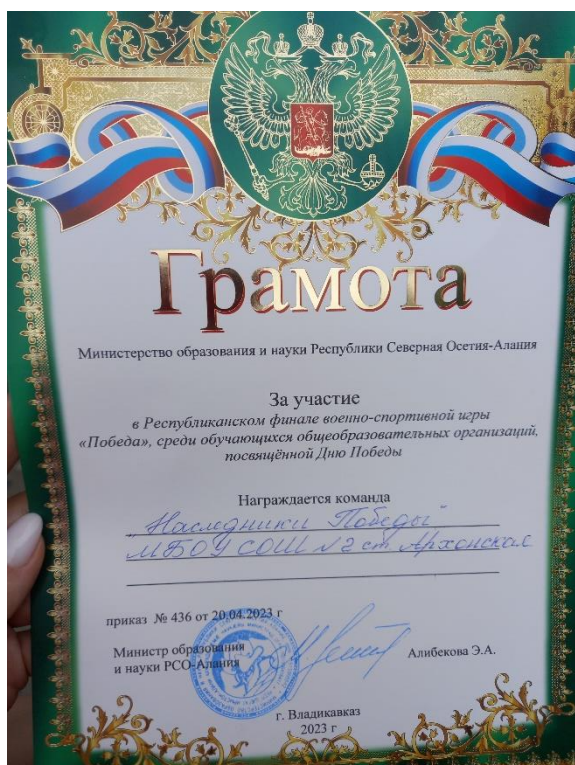 Грамота
Министерство образования и науки Республики Северная Осетия-Алания
За участие
в Республиканском финале военно-спортивной игры
«Победа», среди обучающихся общеобразовательных организаций,
посвящённой Дню Победы
Награждается команда
"Наследники Победы"
МБОУ СОШ №2 ст. Архонская
приказ № 436 от 20.04.2023 г
Министр образования
и науки РСО-Алания
Алибекова Э.А.
г. Владикавказ
2023 г